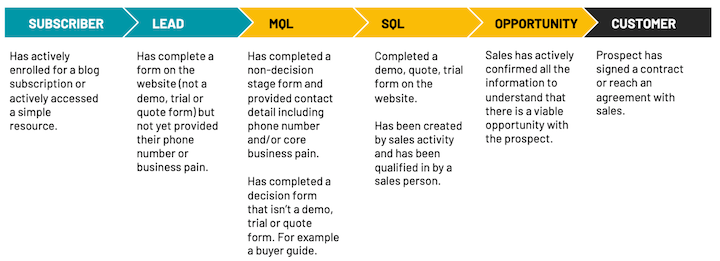 SUBSCRIBER
LEAD
MQL
SQL
OPPORTUNITY
CUSTOMER
Has actively
enrolled for a blog
subscription or
actively accessed
a simple
resource.
Has complete a
form on the
website (not a
demo, trial or
quote form) but
not yet provided
their phone
number or
business pain.
Has completed a
non-decision
stage form and
provided contact
detail including
phone number
and/or core
business pain.
Has completed a
decision form
that isn't a demo,
trial or quote
form. For example
a buyer guide.
Completed a
demo, quote, trial
form on the
website.
Has been created
by sales activity
and has been
qualified in by a
sales person.
Sales has actively
confirmed all the
information to
understand that
there is a viable
opportunity with
the prospect.
Prospect has
signed a contract
or reach an
agreement with
sales.